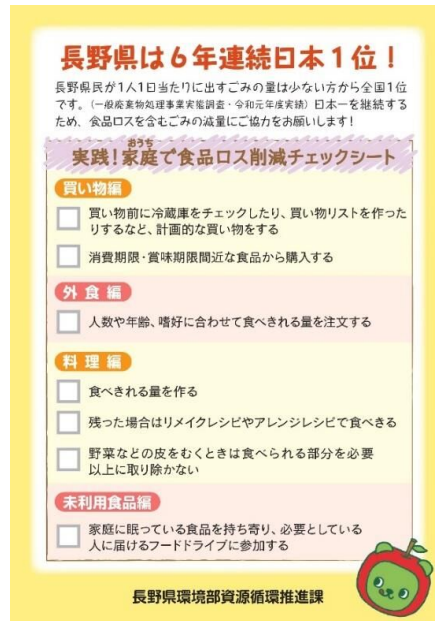 長野県は6年連続日本1位!
長野県民が1人1日当たりに出すごみの量は少ない方から全国1位
です。(一般廃棄物処理事業実態調査・令和元年度実績)日本一を継続する
ため、食品ロスを含むごみの減量にご協力をお願いします!
おうち
実践!家庭で食品ロス削減チェックシート
買い物編
買い物前に冷蔵庫をチェックしたり、買い物リストを作った
りするなど、計画的な買い物をする
消費期限・賞味期限間近な食品から購入する
外食編
人数や年齢、嗜好に合わせて食べきれる量を注文する
料理編
食べきれる量を作る
残った場合はリメイクレシピやアレンジレシピで食べきる
野菜などの皮をむくときは食べられる部分を必要
以上に取り除かない
未利用食品編
家庭に眠っている食品を持ち寄り、必要としている
人に届けるフードドライブに参加する
長野県環境部資源循環推進課